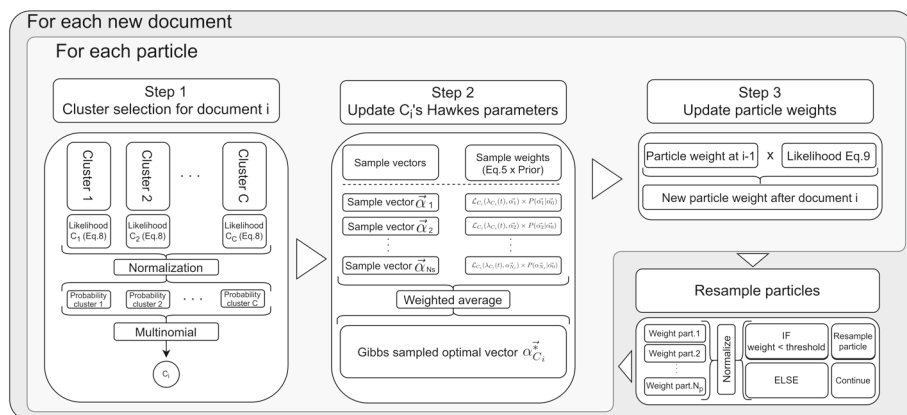 For each new document
For each particle
Step 1
Cluster selection for document i
Cluster 1
Cluster 2
. . .
Cluster C
Likelihood
C₁ (Eq.8)
Likelihood
C₂ (Eq.8)
Likelihood
C_C (Eq.8)
Normalization
Probability
cluster 1
Probability
cluster 2
. . .
Probability
cluster C
Multinomial
Cᵢ
Step 2
Update Cᵢ's Hawkes parameters
Sample vectors
Sample weights
(Eq.5 x Prior)
Sample vector α⃗ ₁
Sample vector α⃗ ₂
Sample vector α⃗ _Ns
Weighted average
Gibbs sampled optimal vector α⃗*_{C_i}
Step 3
Update particle weights
Particle weight at i-1 x Likelihood Eq.9
New particle weight after document i
Resample particles
Weight part.1
Weight part.2
Weight part.Nₚ
Normalize
IF
weight < threshold
Resample
particle
ELSE
Continue